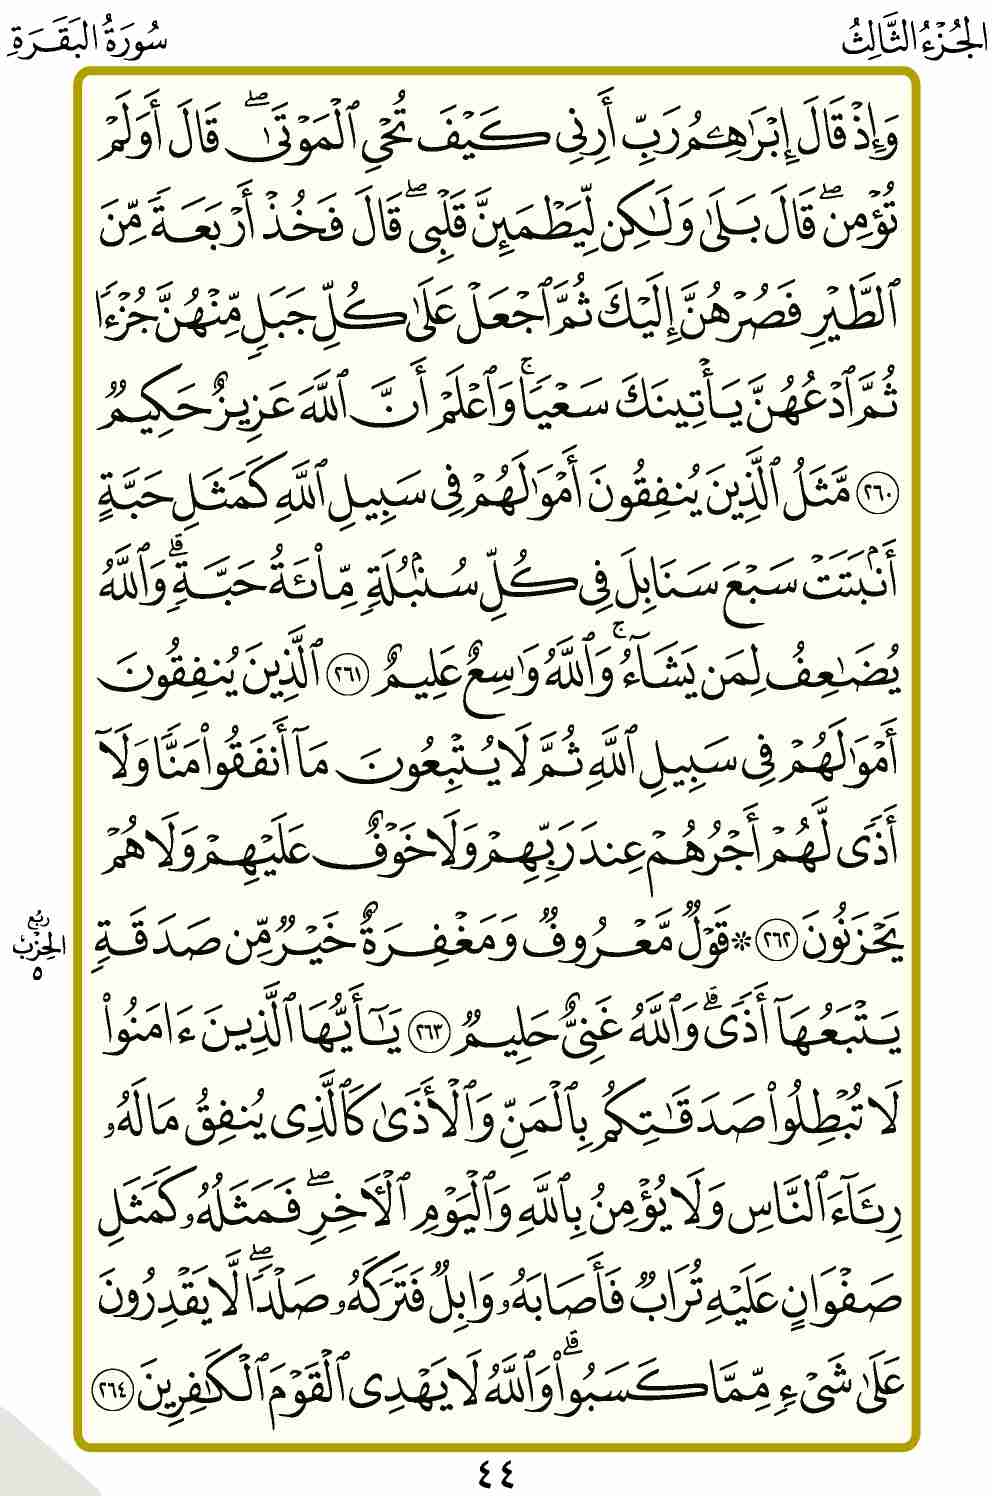 الجُزْءُ الثَّالِثُ
سُورَةُ البَقَرَةِ
وَإِذْ قَالَ إِبْرَٰهِـۧمُ رَبِّ أَرِنِي كَيْفَ تُحْيِ ٱلْمَوْتَىٰۖ قَالَ أَوَلَمْ
تُؤْمِنۖ قَالَ بَلَىٰ وَلَٰكِن لِّيَطْمَئِنَّ قَلْبِيۖ قَالَ فَخُذْ أَرْبَعَةً مِّنَ
ٱلطَّيْرِ فَصُرْهُنَّ إِلَيْكَ ثُمَّ ٱجْعَلْ عَلَىٰ كُلِّ جَبَلٍ مِّنْهُنَّ جُزْءًا
ثُمَّ ٱدْعُهُنَّ يَأْتِينَكَ سَعْيًاۚ وَٱعْلَمْ أَنَّ ٱللَّهَ عَزِيزٌ حَكِيمٌ
٢٦٠ مَّثَلُ ٱلَّذِينَ يُنفِقُونَ أَمْوَٰلَهُمْ فِي سَبِيلِ ٱللَّهِ كَمَثَلِ حَبَّةٍ
أَنۢبَتَتْ سَبْعَ سَنَابِلَ فِي كُلِّ سُنۢبُلَةٍ مِّا۟ئَةُ حَبَّةٍۗ وَٱللَّهُ
يُضَٰعِفُ لِمَن يَشَآءُۚ وَٱللَّهُ وَٰسِعٌ عَلِيمٌ ٢٦١ ٱلَّذِينَ يُنفِقُونَ
أَمْوَٰلَهُمْ فِي سَبِيلِ ٱللَّهِ ثُمَّ لَا يُتْبِعُونَ مَآ أَنفَقُوا۟ مَنًّا وَلَآ
أَذًى لَّهُمْ أَجْرُهُمْ عِندَ رَبِّهِمْ وَلَا خَوْفٌ عَلَيْهِمْ وَلَا هُمْ
يَحْزَنُونَ ٢٦٢ ۞ قَوْلٌ مَّعْرُوفٌ وَمَغْفِرَةٌ خَيْرٌ مِّن صَدَقَةٍ
رُبْعُ
الحِزْب
٥
يَتْبَعُهَآ أَذًىۗ وَٱللَّهُ غَنِيٌّ حَلِيمٌ ٢٦٣ يَٰٓأَيُّهَا ٱلَّذِينَ ءَامَنُوا۟
لَا تُبْطِلُوا۟ صَدَقَٰتِكُم بِٱلْمَنِّ وَٱلْأَذَىٰ كَٱلَّذِي يُنفِقُ مَالَهُۥ
رِئَآءَ ٱلنَّاسِ وَلَا يُؤْمِنُ بِٱللَّهِ وَٱلْيَوْمِ ٱلْأٓخِرِۖ فَمَثَلُهُۥ كَمَثَلِ
صَفْوَانٍ عَلَيْهِ تُرَابٌ فَأَصَابَهُۥ وَابِلٌ فَتَرَكَهُۥ صَلْدًاۖ لَّا يَقْدِرُونَ
عَلَىٰ شَيْءٍ مِّمَّا كَسَبُوا۟ۗ وَٱللَّهُ لَا يَهْدِي ٱلْقَوْمَ ٱلْكَٰفِرِينَ ٢٦٤
٤٤